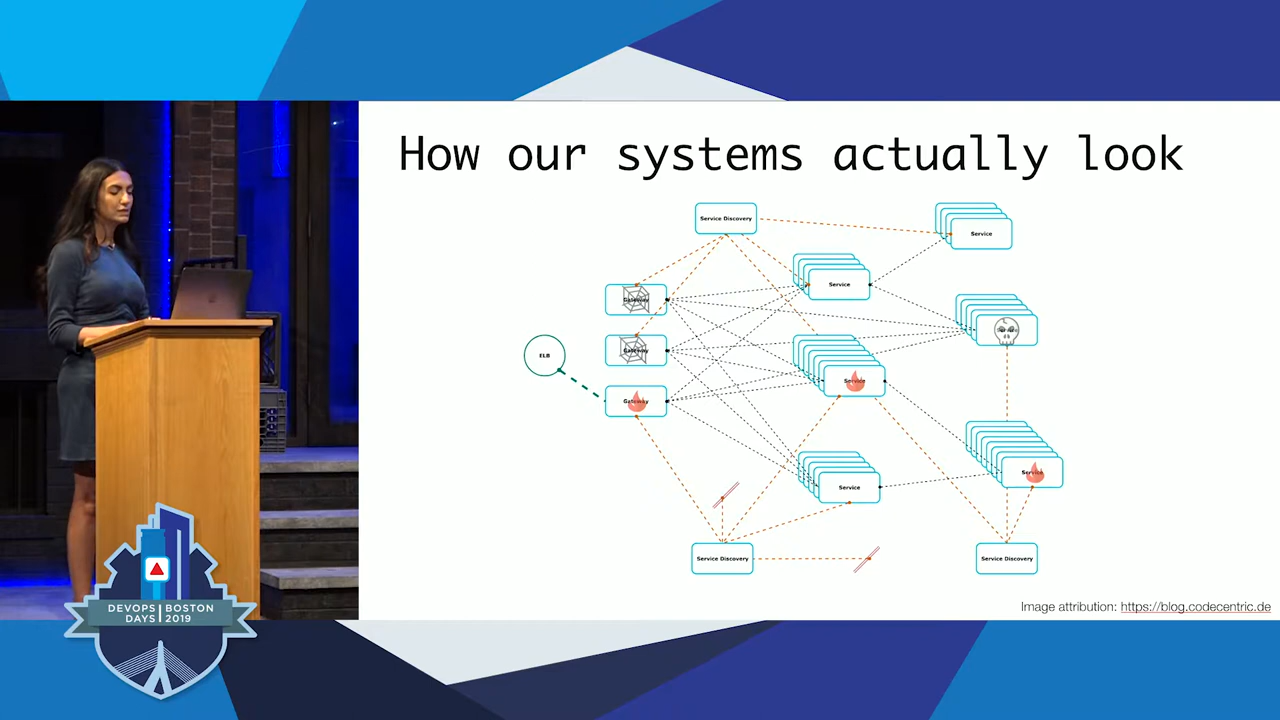 How our systems actually look
Service Discovery
Service
Gateway
Service
Service
Gateway
ELB
Service
Gateway
Service
Service
Service Discovery
Service Discovery
Image attribution: https://blog.codecentric.de
DEVOPS BOSTON
DAYS 2019